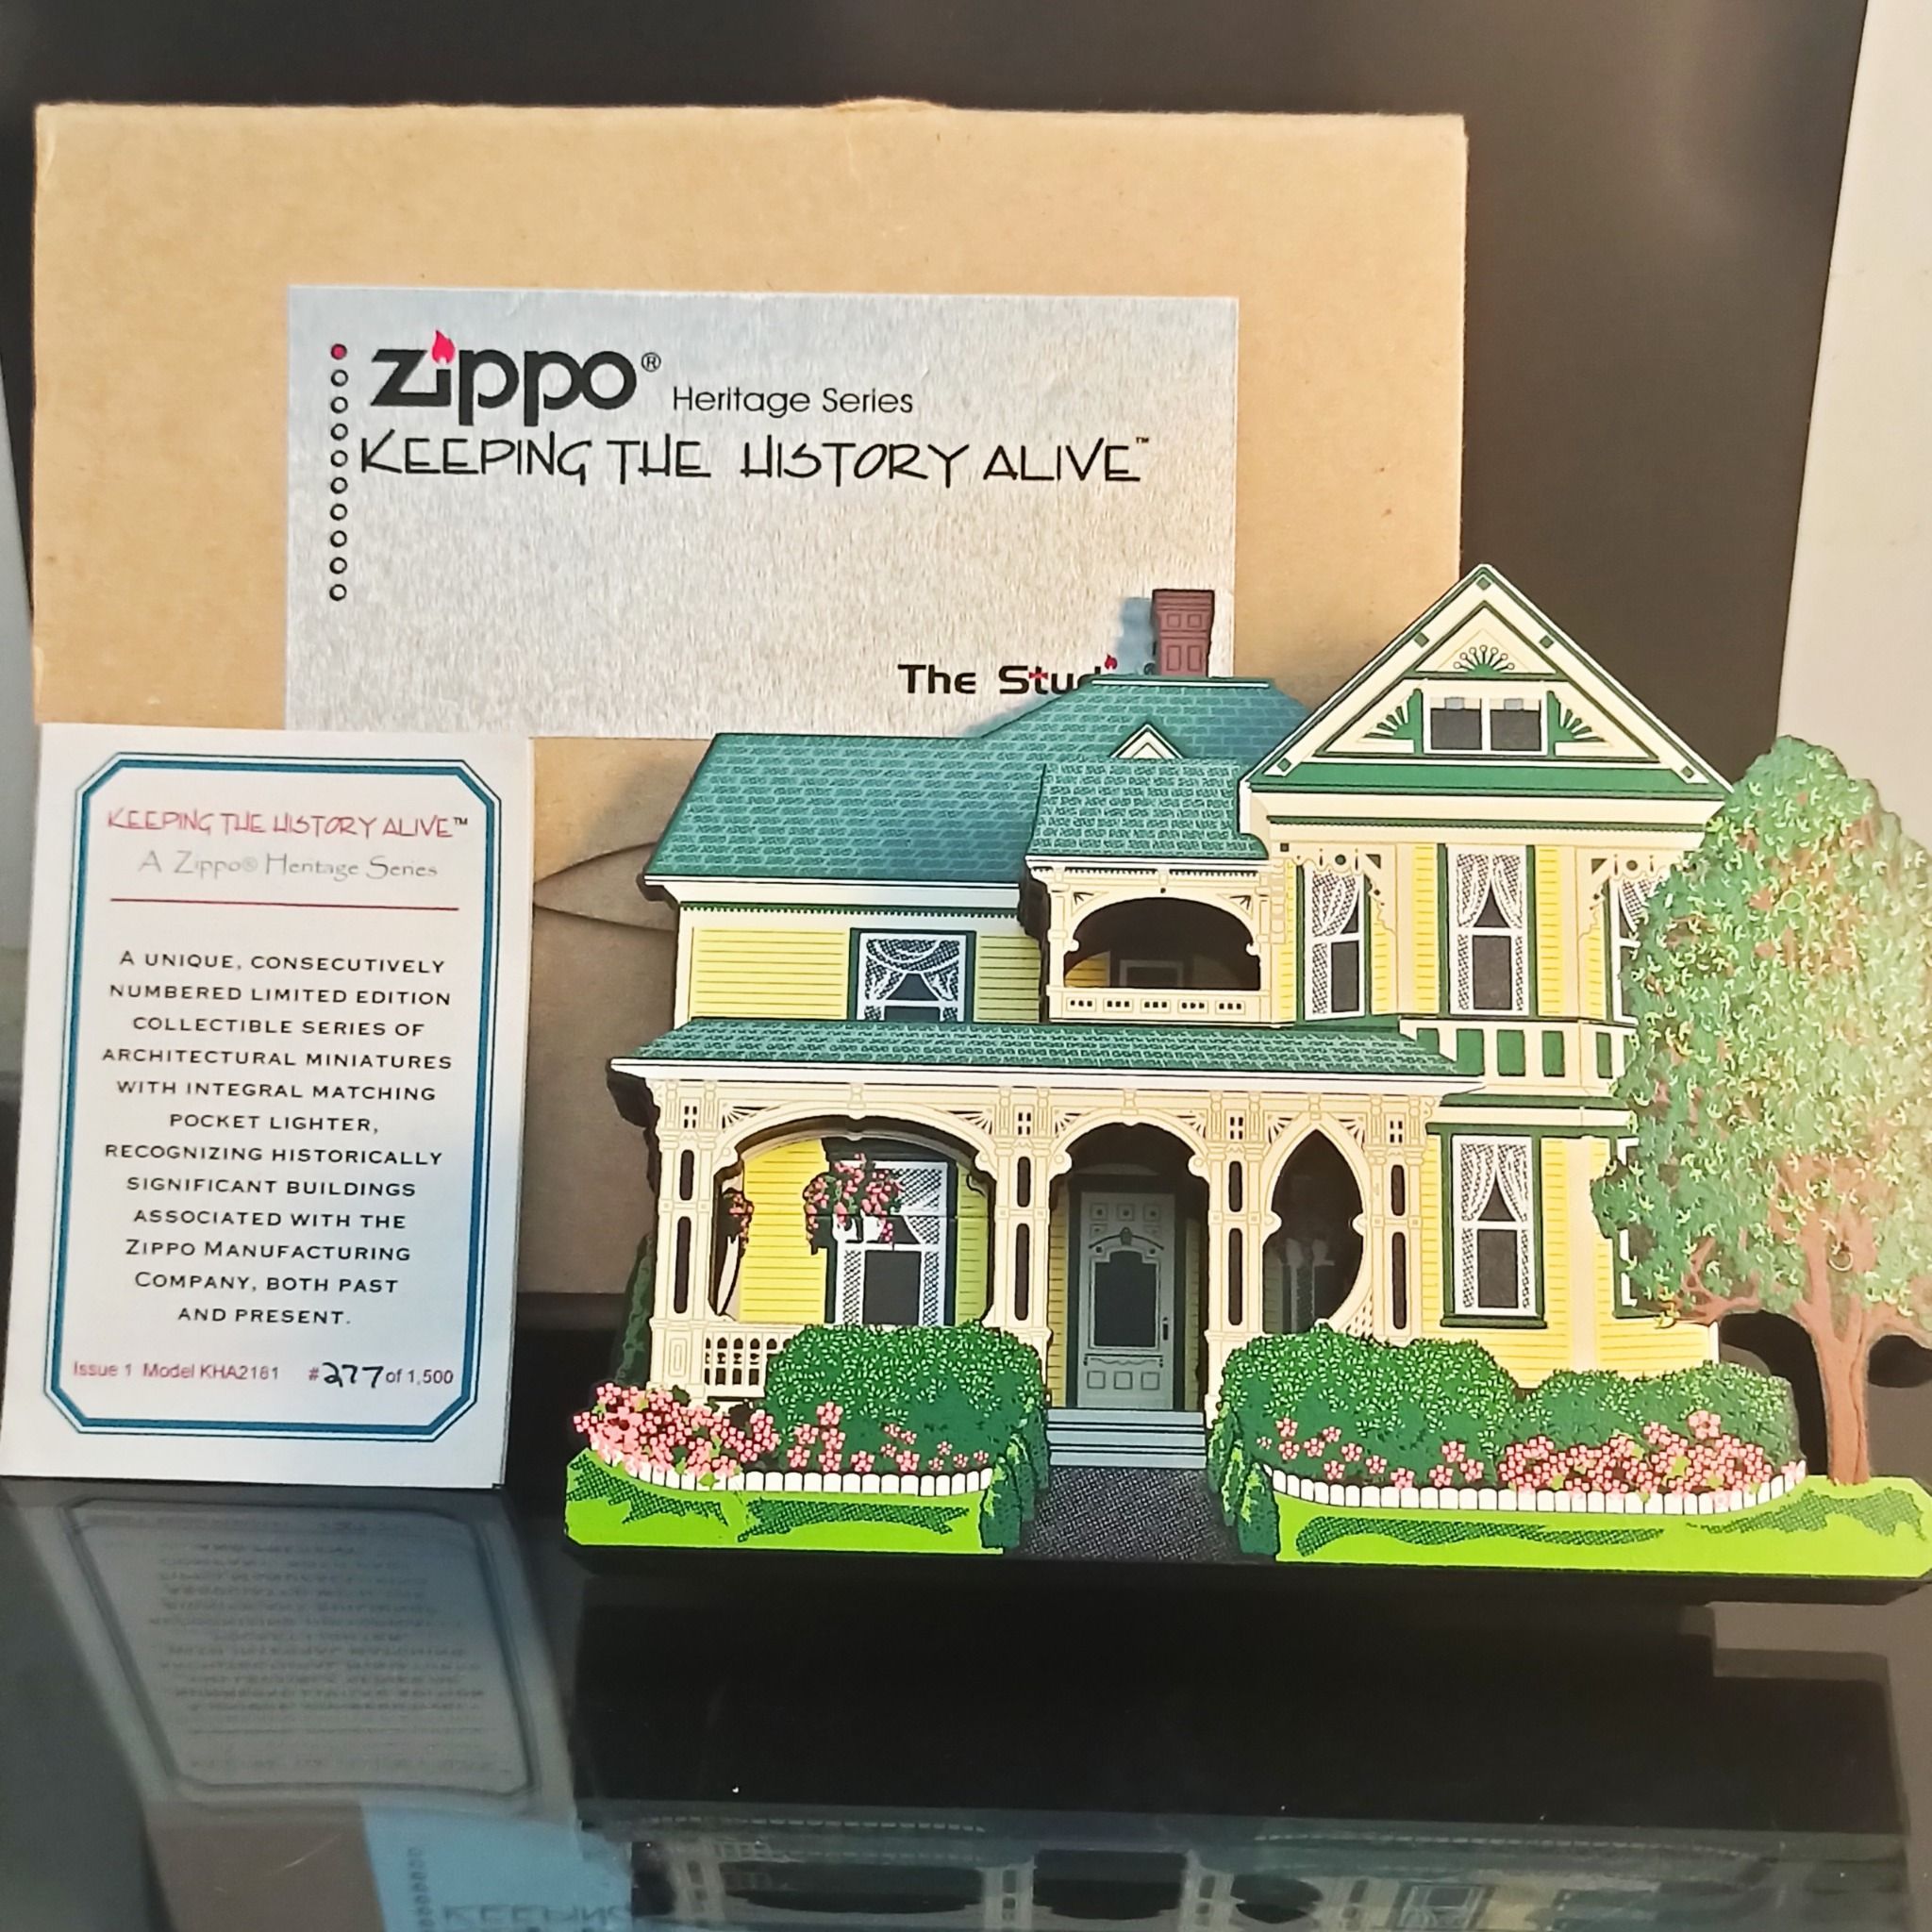 zippo® Heritage Series
KEEPING THE HISTORY ALIVE™
The
KEEPING THE HISTORY ALIVE™
A Zippo® Heritage Series
A UNIQUE, CONSECUTIVELY
NUMBERED LIMITED EDITION
COLLECTIBLE SERIES OF
ARCHITECTURAL MINIATURES
WITH INTEGRAL MATCHING
POCKET LIGHTER,
RECOGNIZING HISTORICALLY
SIGNIFICANT BUILDINGS
ASSOCIATED WITH THE
ZIPPO MANUFACTURING
COMPANY, BOTH PAST
AND PRESENT.
Issue 1 Model KHA2181 #277 of 1,500